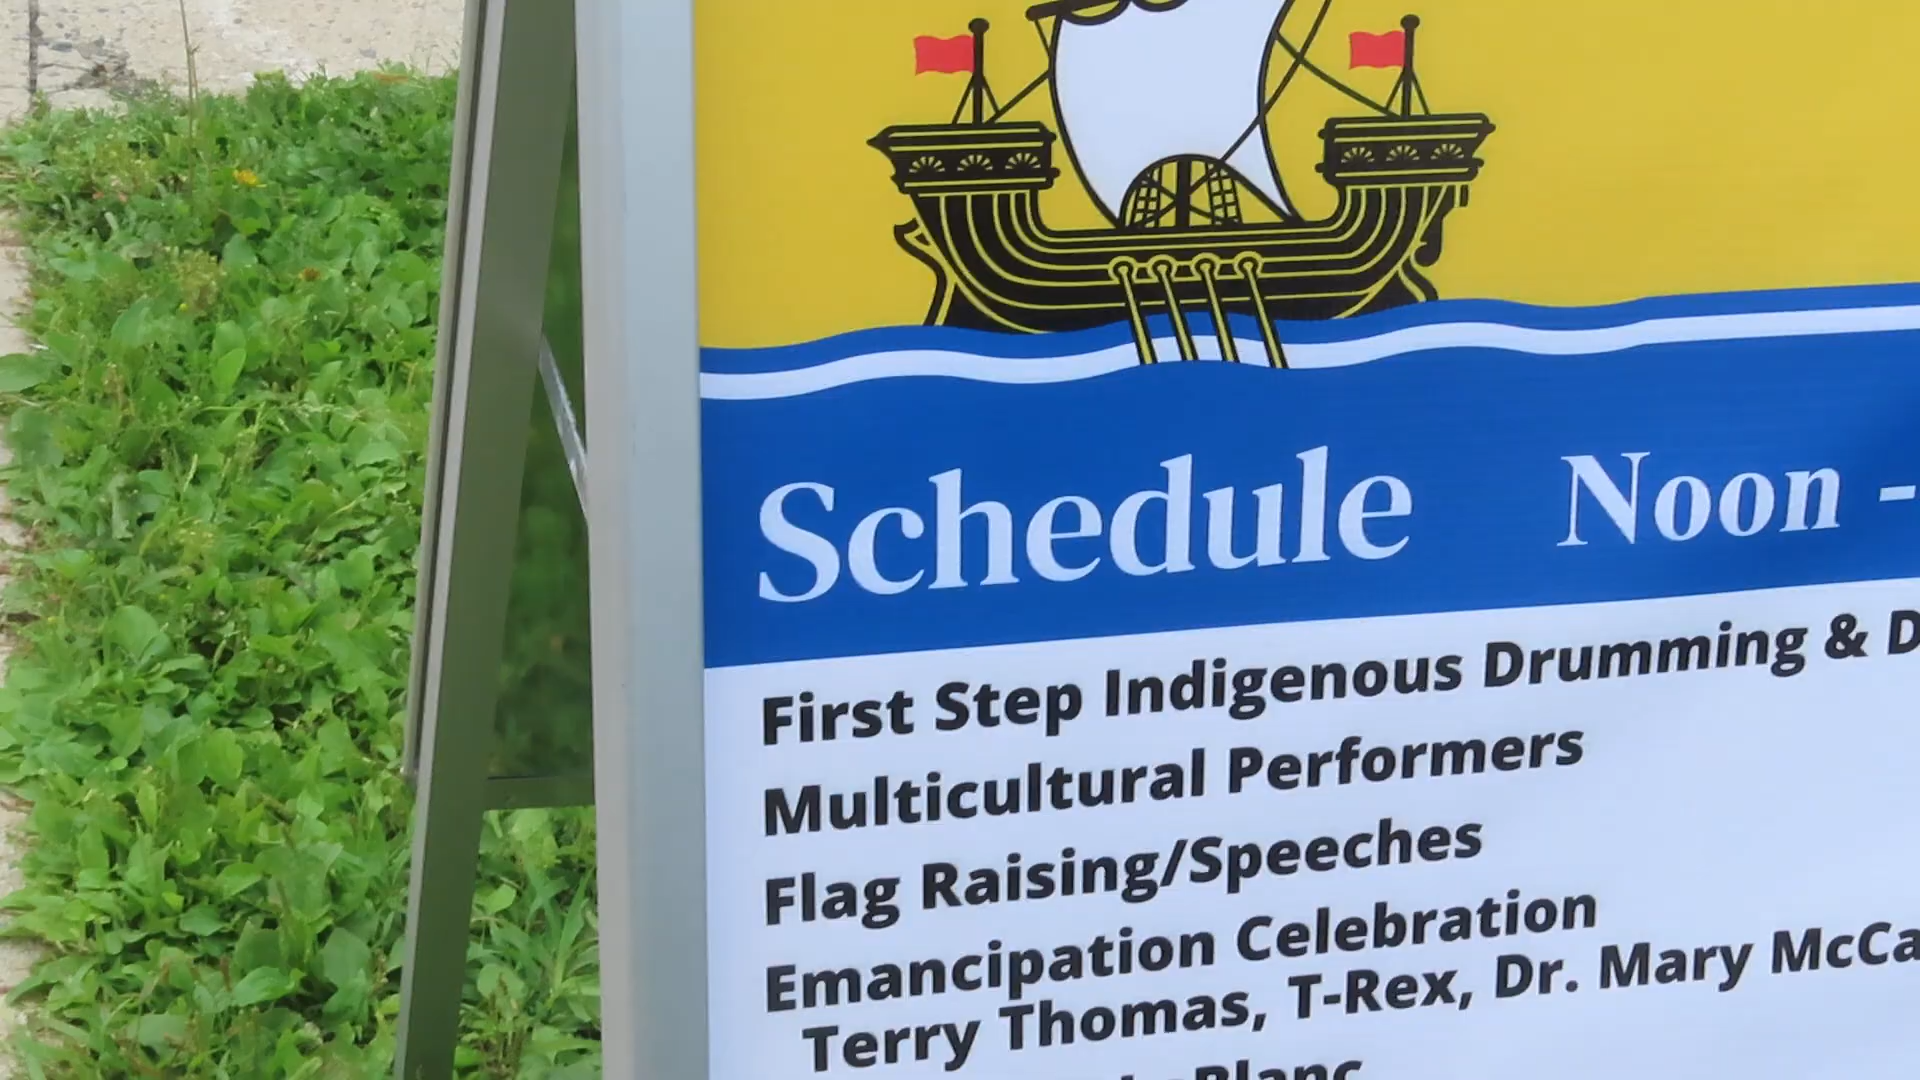 Schedule Noon -
First Step Indigenous Drumming & D
Multicultural Performers
Flag Raising/Speeches
Emancipation Celebration
Terry Thomas, T-Rex, Dr. Mary McCa
LeBlanc